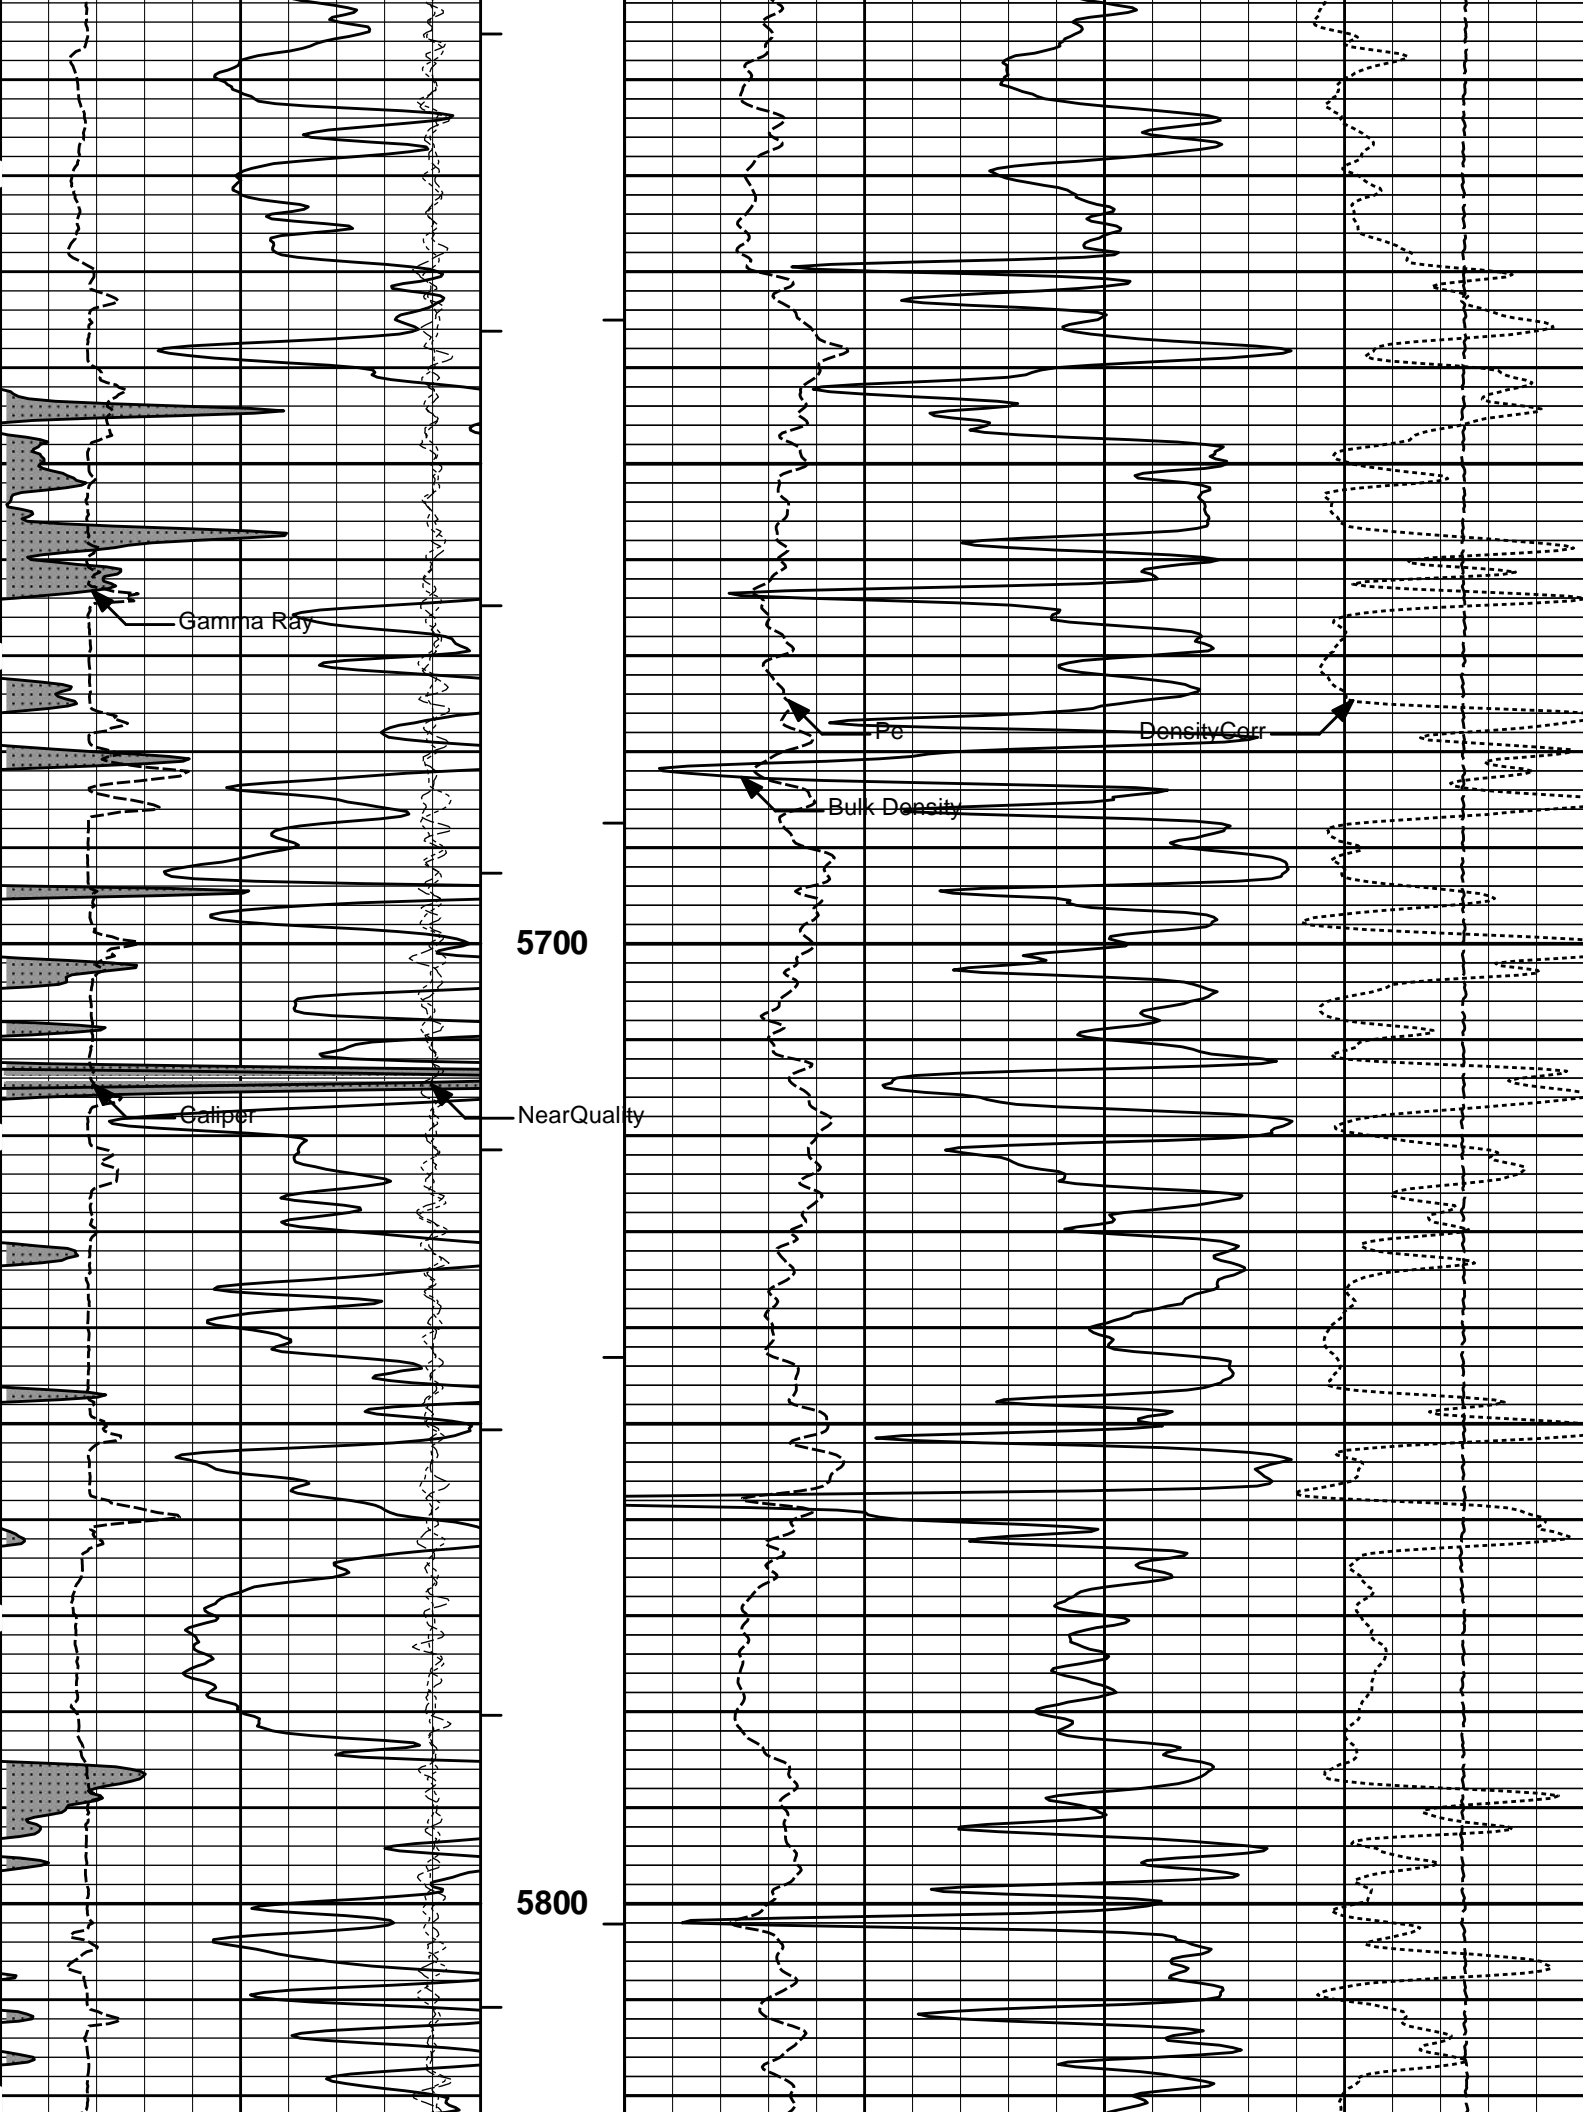 Gamma Ray
Pe
DensityCorr
Bulk Density
5700
Caliper
NearQuality
5800